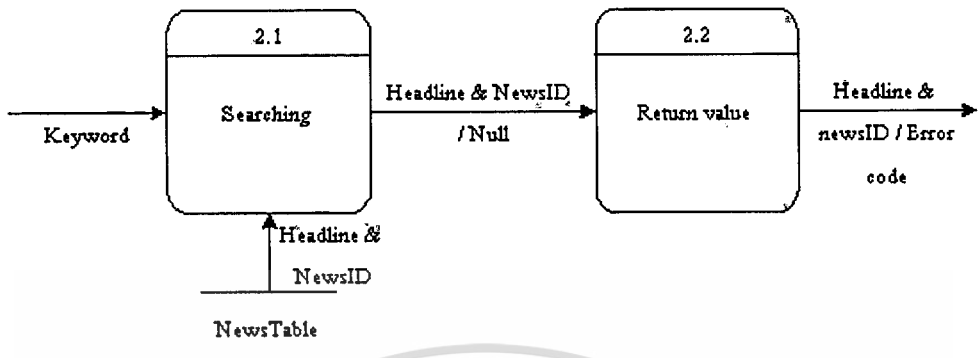 2.1
Searching
Keyword
Headline & NewsID
/ Null
2.2
Return value
Headline &
newsID / Error
code
Headline &
NewsID
NewsTable